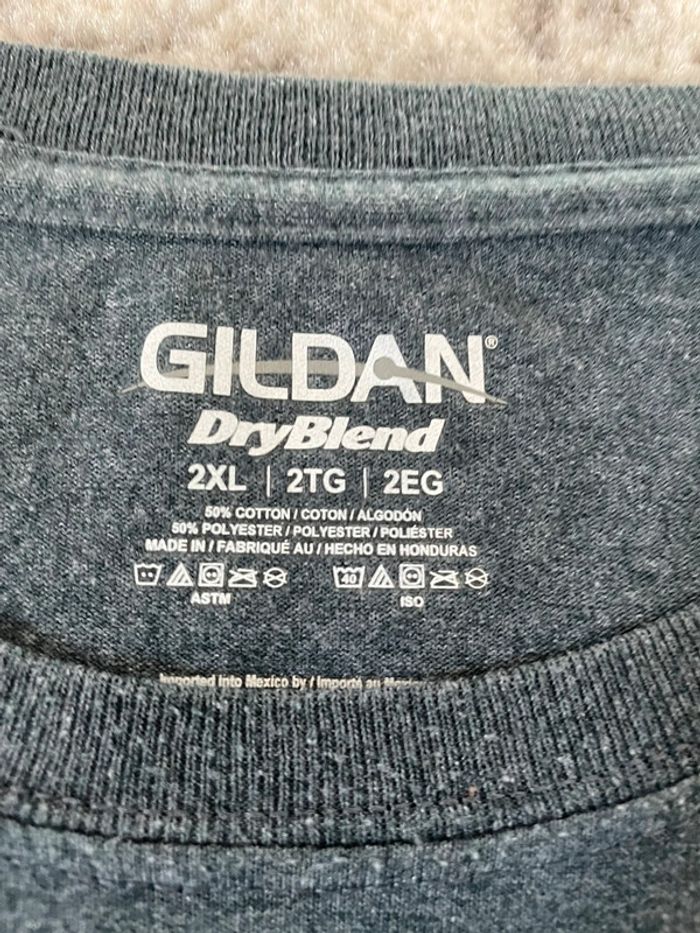 GILDAN®
DryBlend
2XL | 2TG | 2EG
50% COTTON / COTON / ALGODÓN
50% POLYESTER / POLYESTER / POLIÉSTER
MADE IN / FABRIQUÉ AU / HECHO EN HONDURAS
40
ASTM ISO
Imported into Mexico by / Importé au